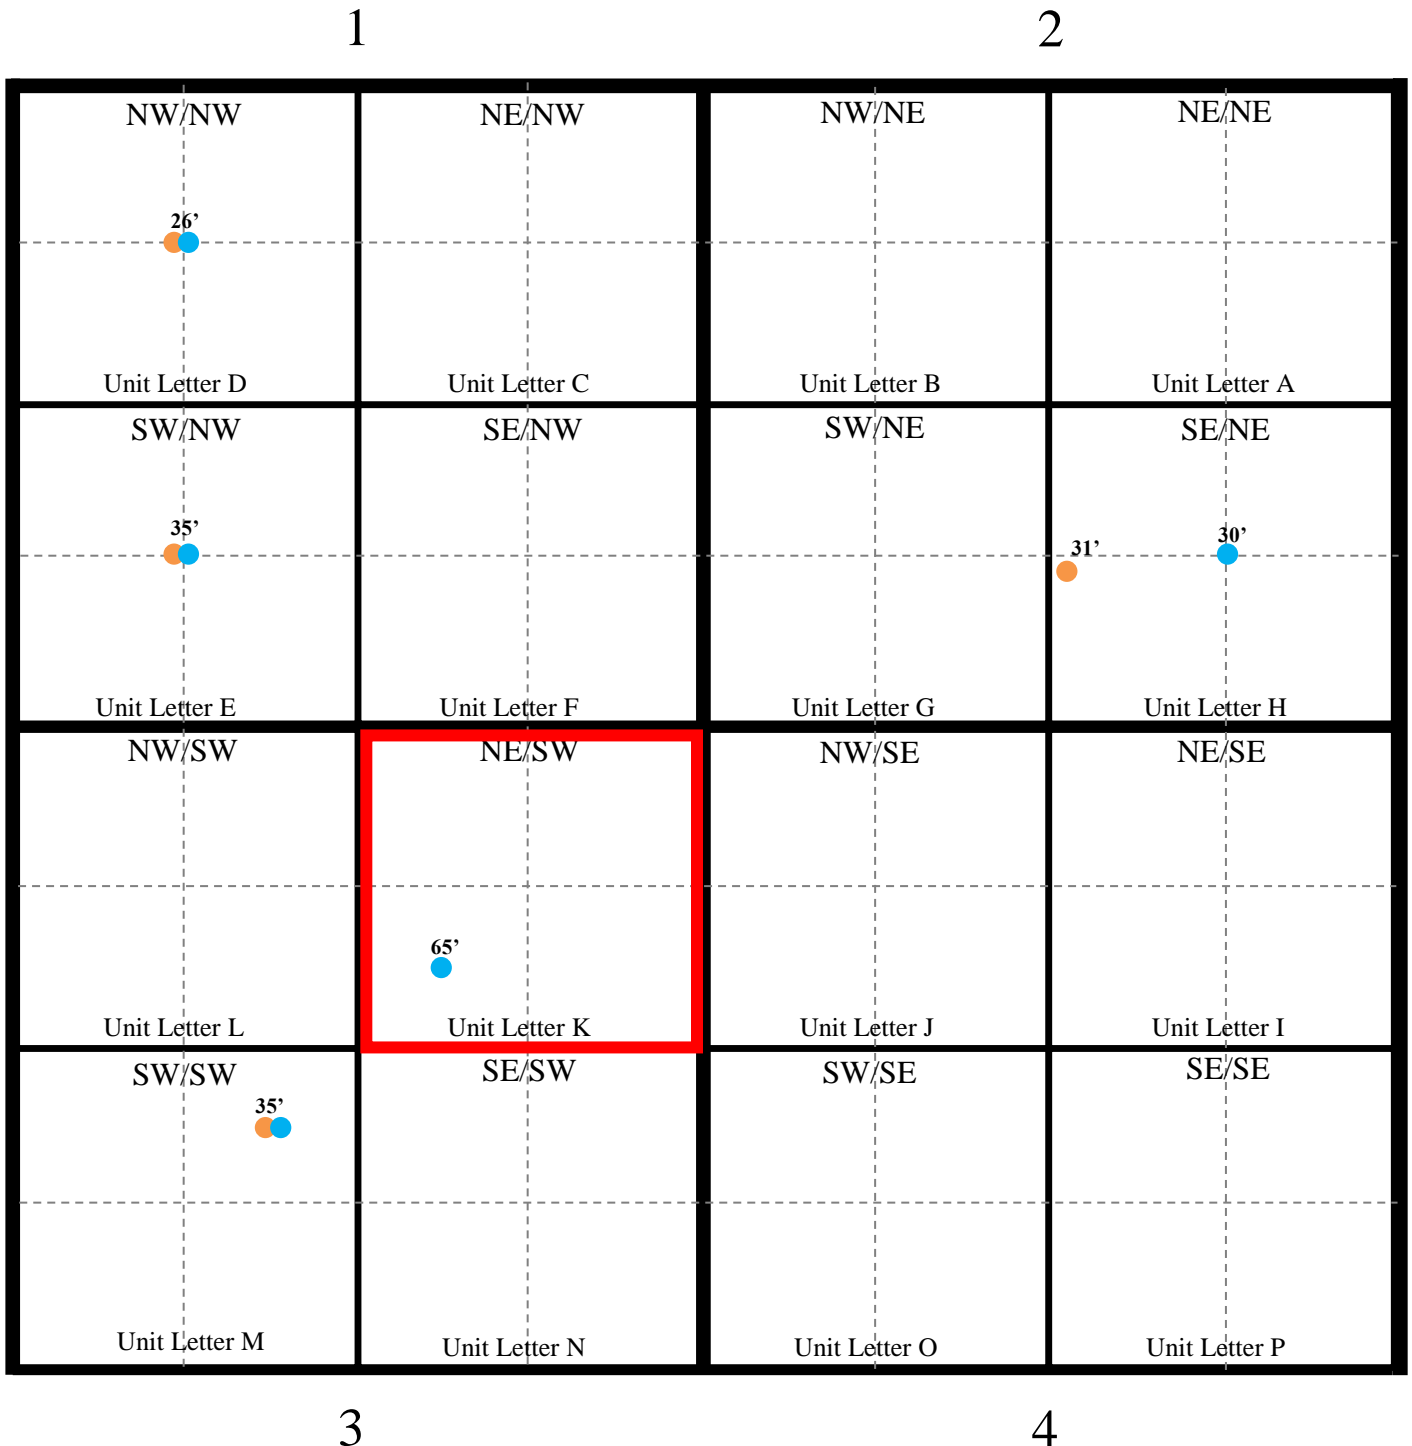 1 2
NW/NW NE/NW NW/NE NE/NE
26’
Unit Letter D Unit Letter C Unit Letter B Unit Letter A
SW/NW SE/NW SW/NE SE/NE
35’ 31’ 30’
Unit Letter E Unit Letter F Unit Letter G Unit Letter H
NW/SW NE/SW NW/SE NE/SE
65’
Unit Letter L Unit Letter K Unit Letter J Unit Letter I
SW/SW SE/SW SW/SE SE/SE
35’
Unit Letter M Unit Letter N Unit Letter O Unit Letter P
3 4